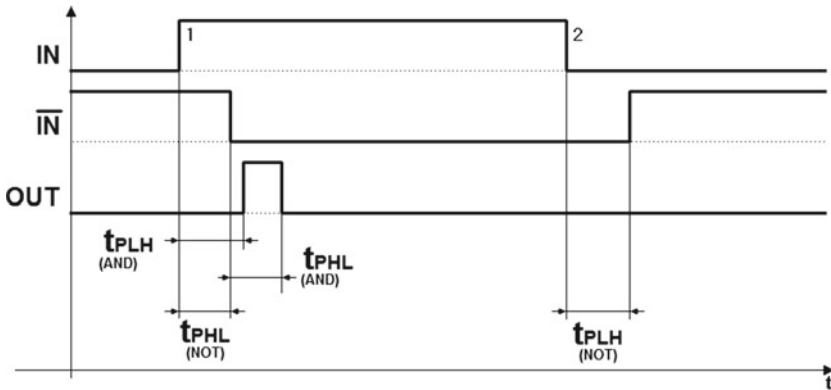 IN
1
2
IN
OUT
tPLH
(AND)
tPHL
(AND)
tPHL
(NOT)
tPLH
(NOT)
t